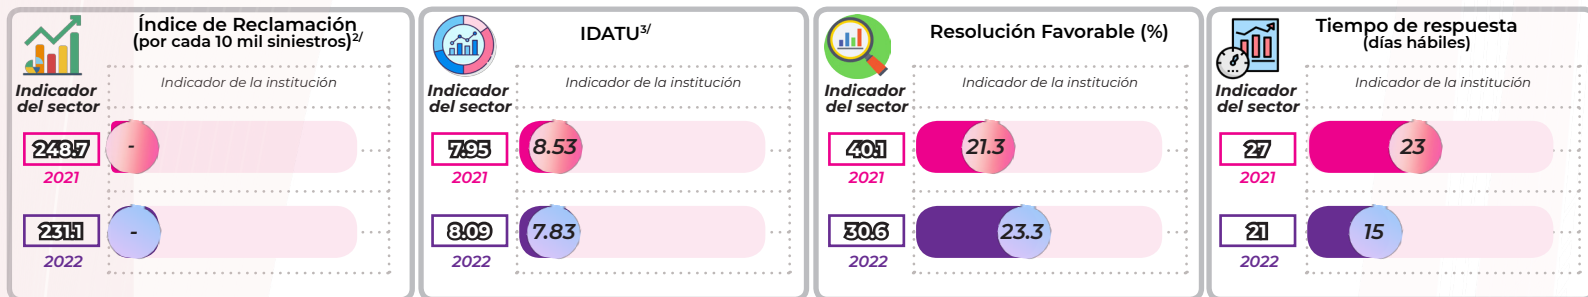 Índice de Reclamación
(por cada 10 mil siniestros)2/
Indicador de la institución
Indicador
del sector
248.7
-
2021
231.1
-
2022
IDATU3/
Indicador de la institución
Indicador
del sector
7.95
8.53
2021
8.09
7.83
2022
Resolución Favorable (%)
Indicador de la institución
Indicador
del sector
40.1
21.3
2021
30.6
23.3
2022
Tiempo de respuesta
(días hábiles)
Indicador de la institución
Indicador
del sector
27
23
2021
21
15
2022